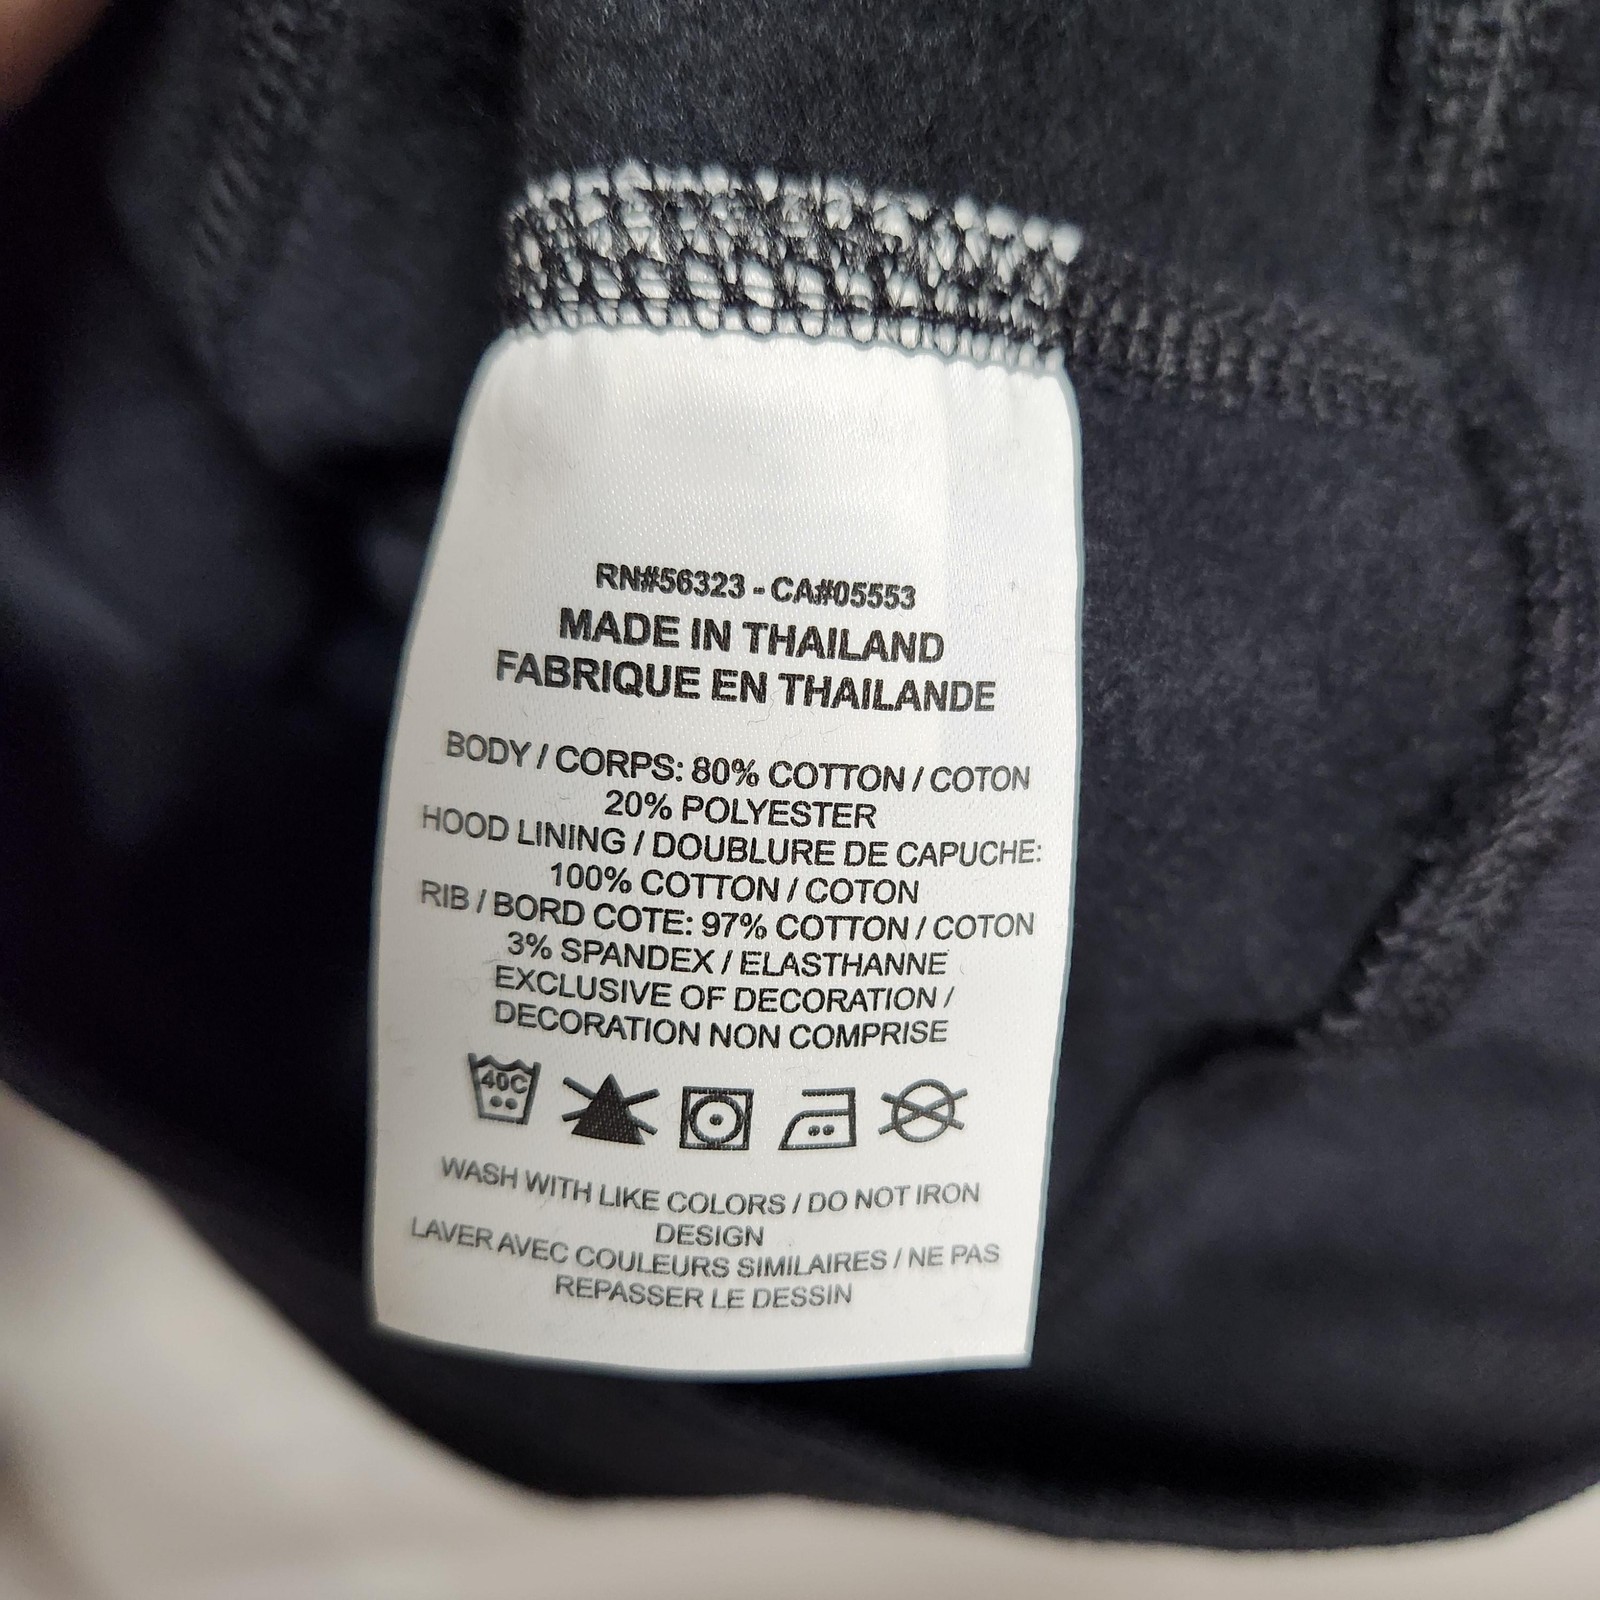 RN#56323 - CA#05553
MADE IN THAILAND
FABRIQUE EN THAILANDE
BODY / CORPS: 80% COTTON / COTON
20% POLYESTER
HOOD LINING / DOUBLURE DE CAPUCHE:
100% COTTON / COTON
RIB / BORD COTE: 97% COTTON / COTON
3% SPANDEX / ELASTHANNE
EXCLUSIVE OF DECORATION /
DECORATION NON COMPRISE
40C
WASH WITH LIKE COLORS / DO NOT IRON
DESIGN
LAVER AVEC COULEURS SIMILAIRES / NE PAS
REPASSER LE DESSIN